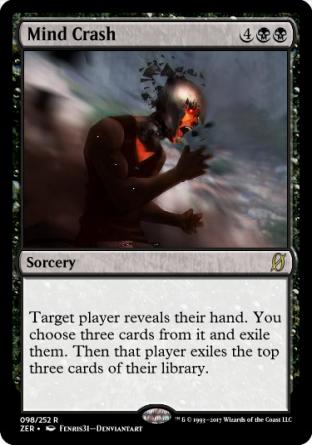 Mind Crash 4
Sorcery
Target player reveals their hand. You
choose three cards from it and exile
them. Then that player exiles the top
three cards of their library.
098/252 R
ZER • Fenris31—Denviantart
™ & © 1993–2017 Wizards of the Coast LLC